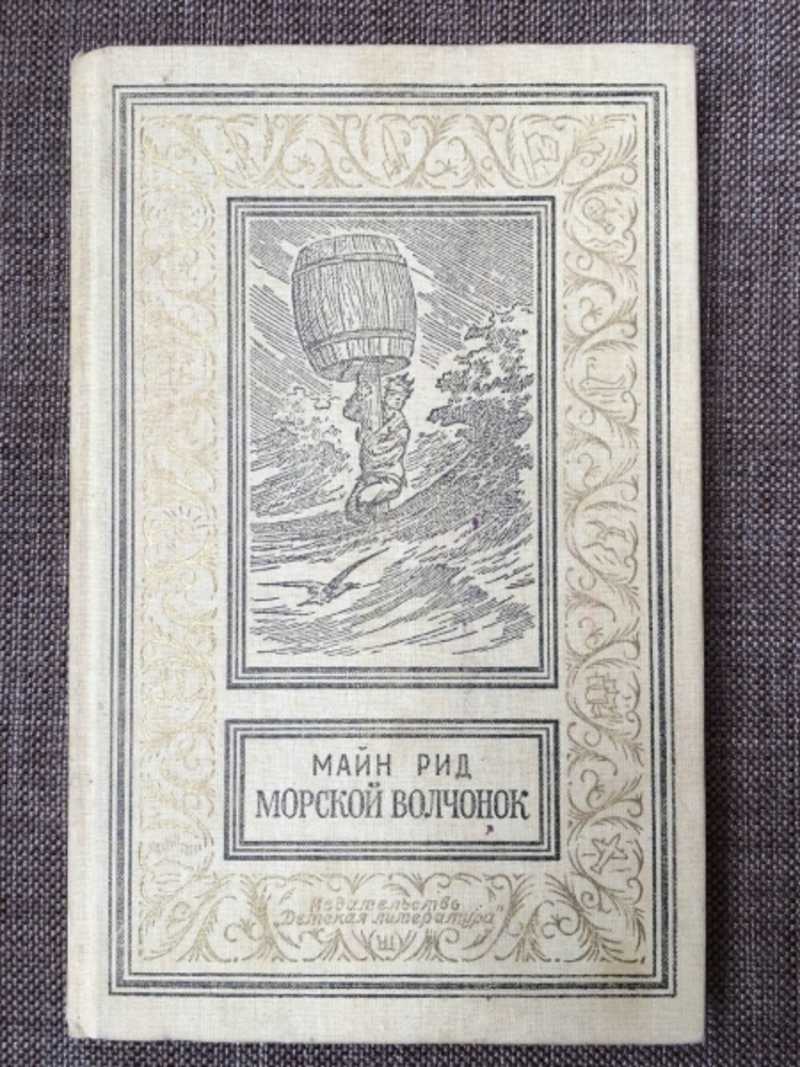 МАЙН РИД
МОРСКОЙ ВОЛЧОНОК
Издательство
„Детская литература"